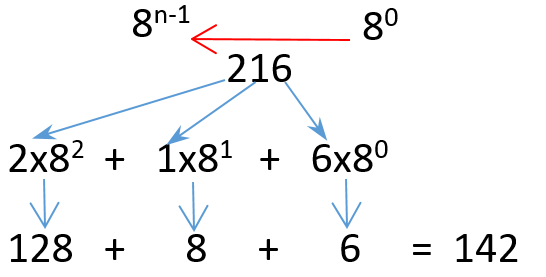 8ⁿ⁻¹ 8⁰
216
2x8² + 1x8¹ + 6x8⁰
128 + 8 + 6 = 142